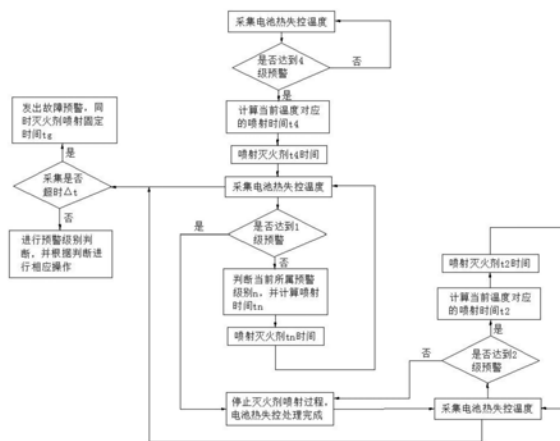 采集电池热失控温度
是否达到4
级预警
否
是
计算当前温度对应
的喷射时间t4
喷射灭火剂t4时间
采集电池热失控温度
发出故障预警，同
时灭火剂喷射固定
时间tg
是
采集是否
超时△t
否
进行预警级别判
断，并根据判断进
行相应操作
是
是否达到1
级预警
否
判断当前所属预警
级别n，并计算喷射
时间tn
喷射灭火剂tn时间
喷射灭火剂t2时间
计算当前温度对应
的喷射时间t2
是
否
是否达到2
级预警
停止灭火剂喷射过程，
电池热失控处理完成
采集电池热失控温度